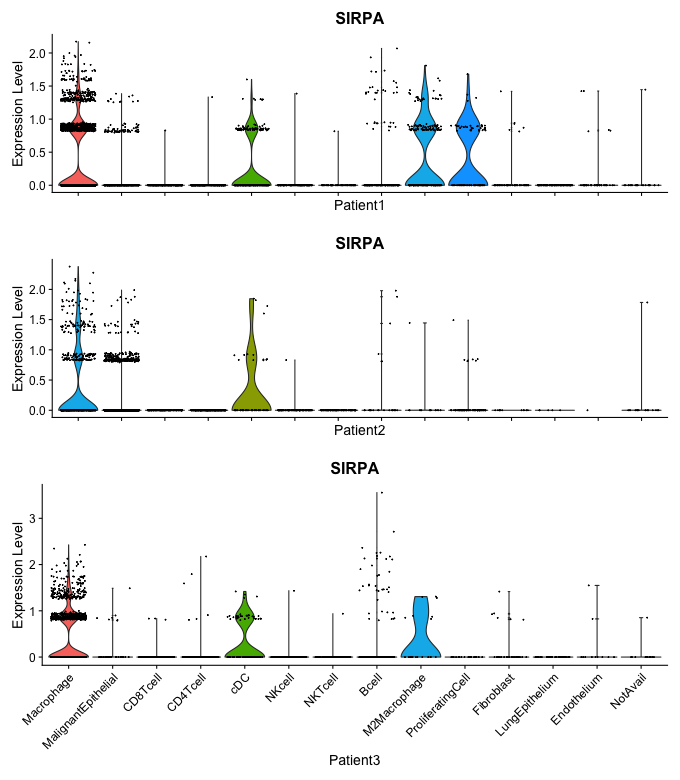 SIRPA
Expression Level
2.0
1.5
1.0
0.5
0.0
Patient1
SIRPA
Expression Level
2.0
1.5
1.0
0.5
0.0
Patient2
SIRPA
Expression Level
3
2
1
0
Macrophage
MalignantEpithelial
CD8Tcell
CD4Tcell
cDC
NKcell
NKTcell
Bcell
M2Macrophage
ProliferatingCell
Fibroblast
LungEpithelium
Endothelium
NotAvail
Patient3